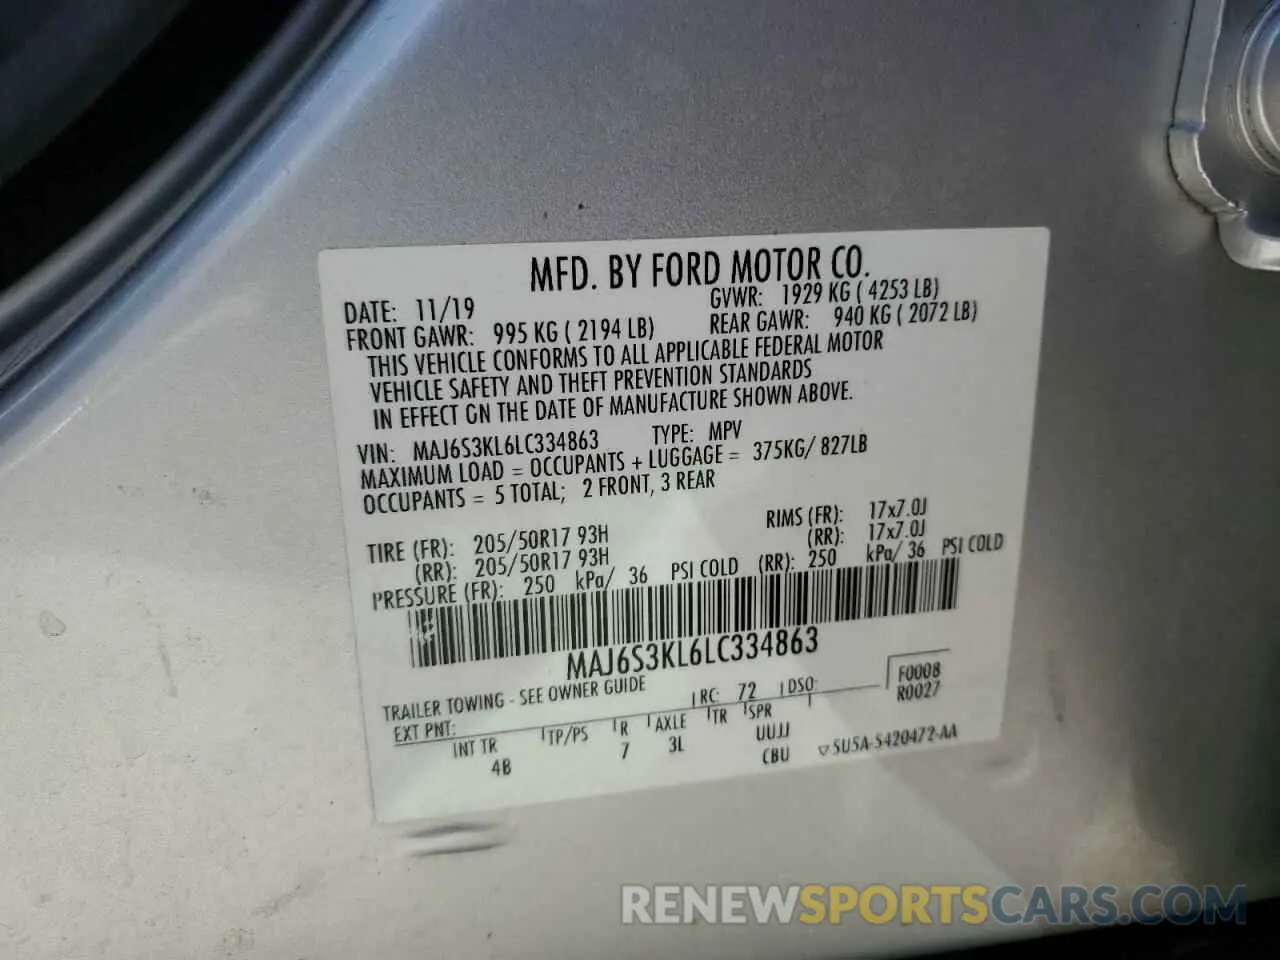 MFD. BY FORD MOTOR CO.
DATE: 11/19 GVWR: 1929 KG ( 4253 LB)
FRONT GAWR: 995 KG ( 2194 LB) REAR GAWR: 940 KG ( 2072 LB)
THIS VEHICLE CONFORMS TO ALL APPLICABLE FEDERAL MOTOR
VEHICLE SAFETY AND THEFT PREVENTION STANDARDS
IN EFFECT ON THE DATE OF MANUFACTURE SHOWN ABOVE.
VIN: MAJ6S3KL6LC334863 TYPE: MPV
MAXIMUM LOAD = OCCUPANTS + LUGGAGE = 375KG/ 827LB
OCCUPANTS = 5 TOTAL; 2 FRONT, 3 REAR
TIRE (FR): 205/50R17 93H RIMS (FR): 17x7.0J
(RR): 205/50R17 93H (RR): 17x7.0J
PRESSURE (FR): 250 kPa/ 36 PSI COLD (RR): 250 kPa/ 36 PSI COLD
MAJ6S3KL6LC334863
TRAILER TOWING - SEE OWNER GUIDE
F0008
R0027
EXT PNT: RC: 72 DSO:
INT TR TP/PS R AXLE TR SPR
4B 7 3L UUJJ
CBU 5U5A-5420472-AA
RENEWSPORTSCARS.COM